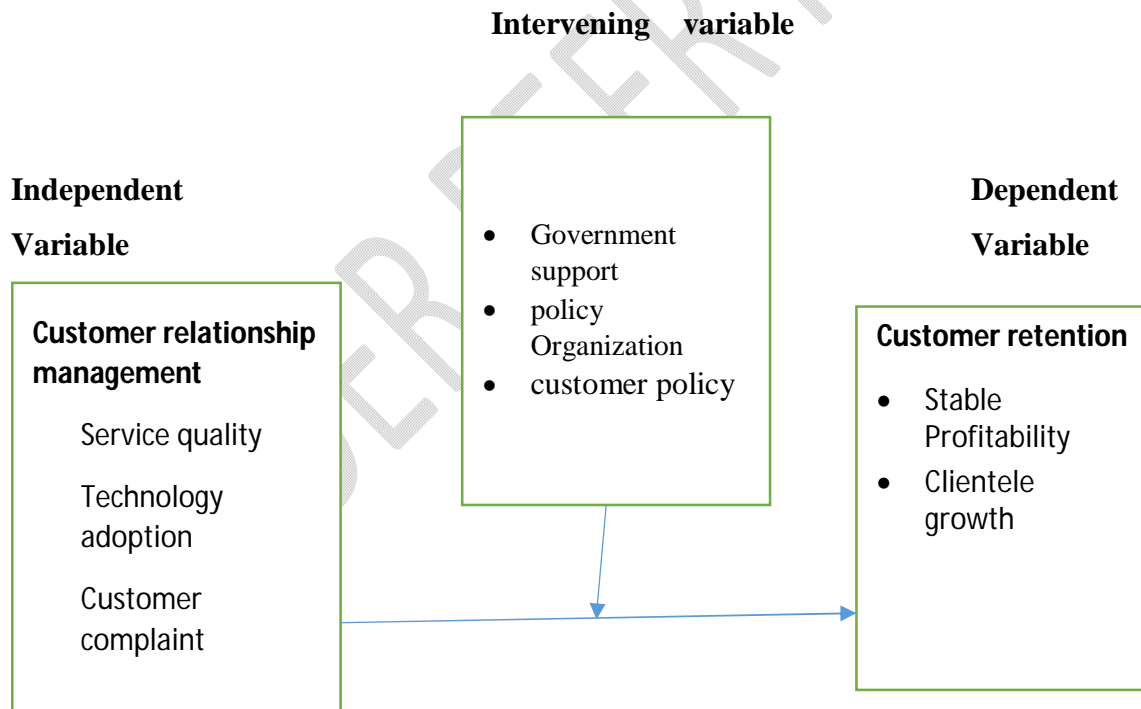 Intervening variable
Independent
Variable
Dependent
Variable
• Government
support
• policy
Organization
• customer policy
Customer relationship
management
Service quality
Technology
adoption
Customer
complaint
Customer retention
• Stable
Profitability
• Clientele
growth